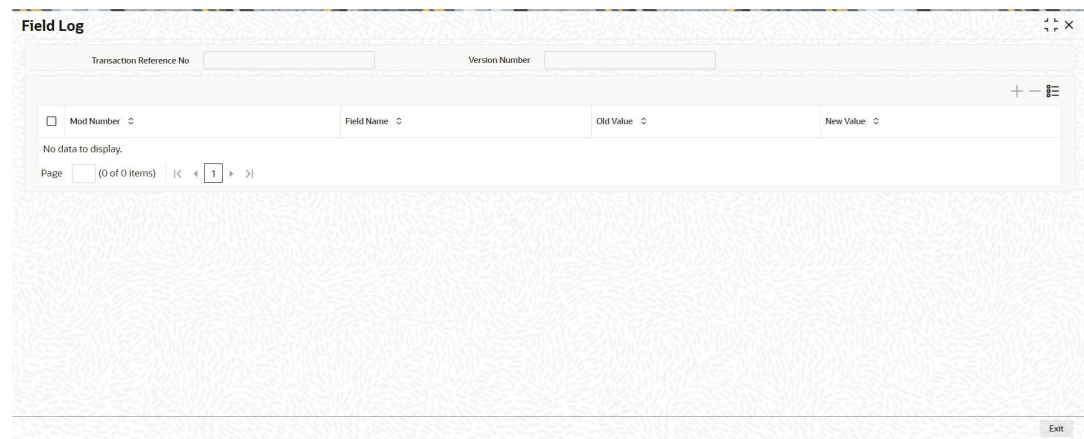 Field Log
Transaction Reference No Version Number
Mod Number Field Name Old Value New Value
No data to display.
Page (0 of 0 items) 1
Exit